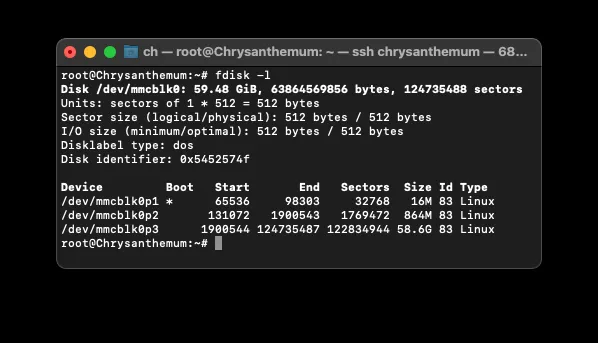 ch — root@Chrysanthemum: ~ — ssh chrysanthemum — 68...
root@Chrysanthemum:~# fdisk -l
Disk /dev/mmcblk0: 59.48 GiB, 63864569856 bytes, 124735488 sectors
Units: sectors of 1 * 512 = 512 bytes
Sector size (logical/physical): 512 bytes / 512 bytes
I/O size (minimum/optimal): 512 bytes / 512 bytes
Disklabel type: dos
Disk identifier: 0x5452574f
Device Boot Start End Sectors Size Id Type
/dev/mmcblk0p1 * 65536 98303 32768 16M 83 Linux
/dev/mmcblk0p2 131072 1900543 1769472 864M 83 Linux
/dev/mmcblk0p3 1900544 124735487 122834944 58.6G 83 Linux
root@Chrysanthemum:~#